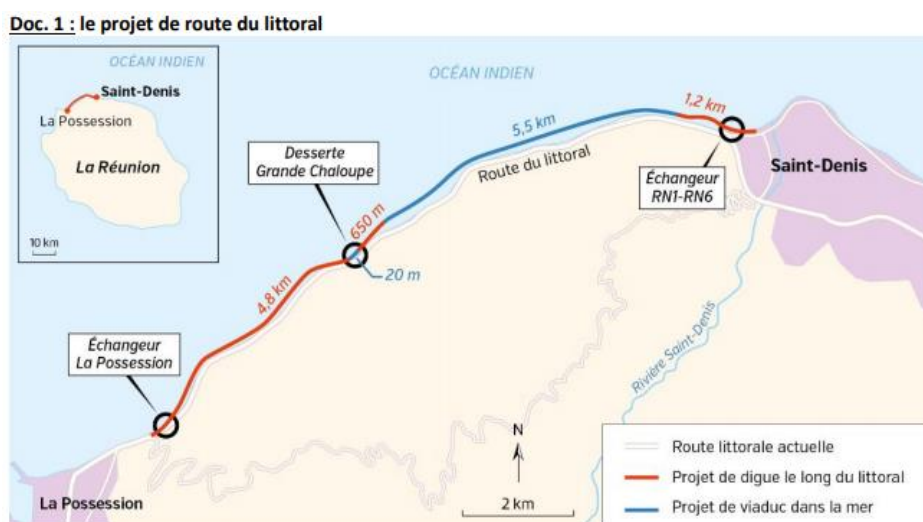 Doc. 1 : le projet de route du littoral
OCÉAN INDIEN
Saint-Denis
La Possession
La Réunion
10 km
OCÉAN INDIEN
1,2 km
5,5 km
Desserte
Grande Chaloupe
Route du littoral
Échangeur
RN1-RN6
Saint-Denis
650 m
20 m
4,8 km
Échangeur
La Possession
Rivière Saint-Denis
N
2 km
La Possession
Route littorale actuelle
Projet de digue le long du littoral
Projet de viaduc dans la mer